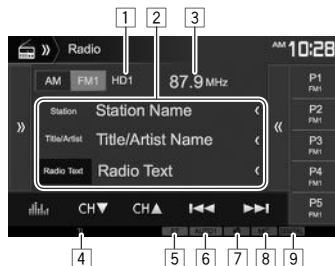 1 2 3
Radio AM 10:28
AM FM1 HD1 87.9 MHz
P1
FM1
Station Station Name
P2
FM1
Title/Artist Title/Artist Name
P3
FM1
Radio Text Radio Text
P4
FM1
CH▼ CH▲
P5
FM1
4 5 6 7 8 9